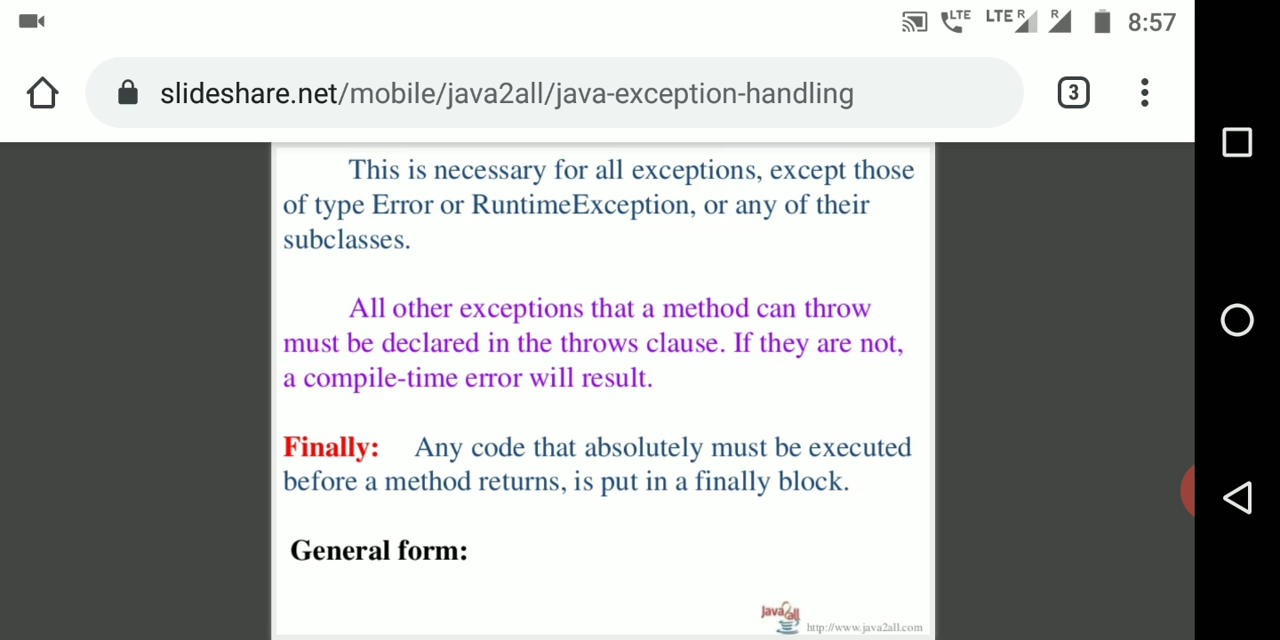 LTE LTE R R 8:57
slideshare.net/mobile/java2all/java-exception-handling 3
This is necessary for all exceptions, except those
of type Error or RuntimeException, or any of their
subclasses.
All other exceptions that a method can throw
must be declared in the throws clause. If they are not,
a compile-time error will result.
Finally: Any code that absolutely must be executed
before a method returns, is put in a finally block.
General form:
Java2all
http://www.java2all.com